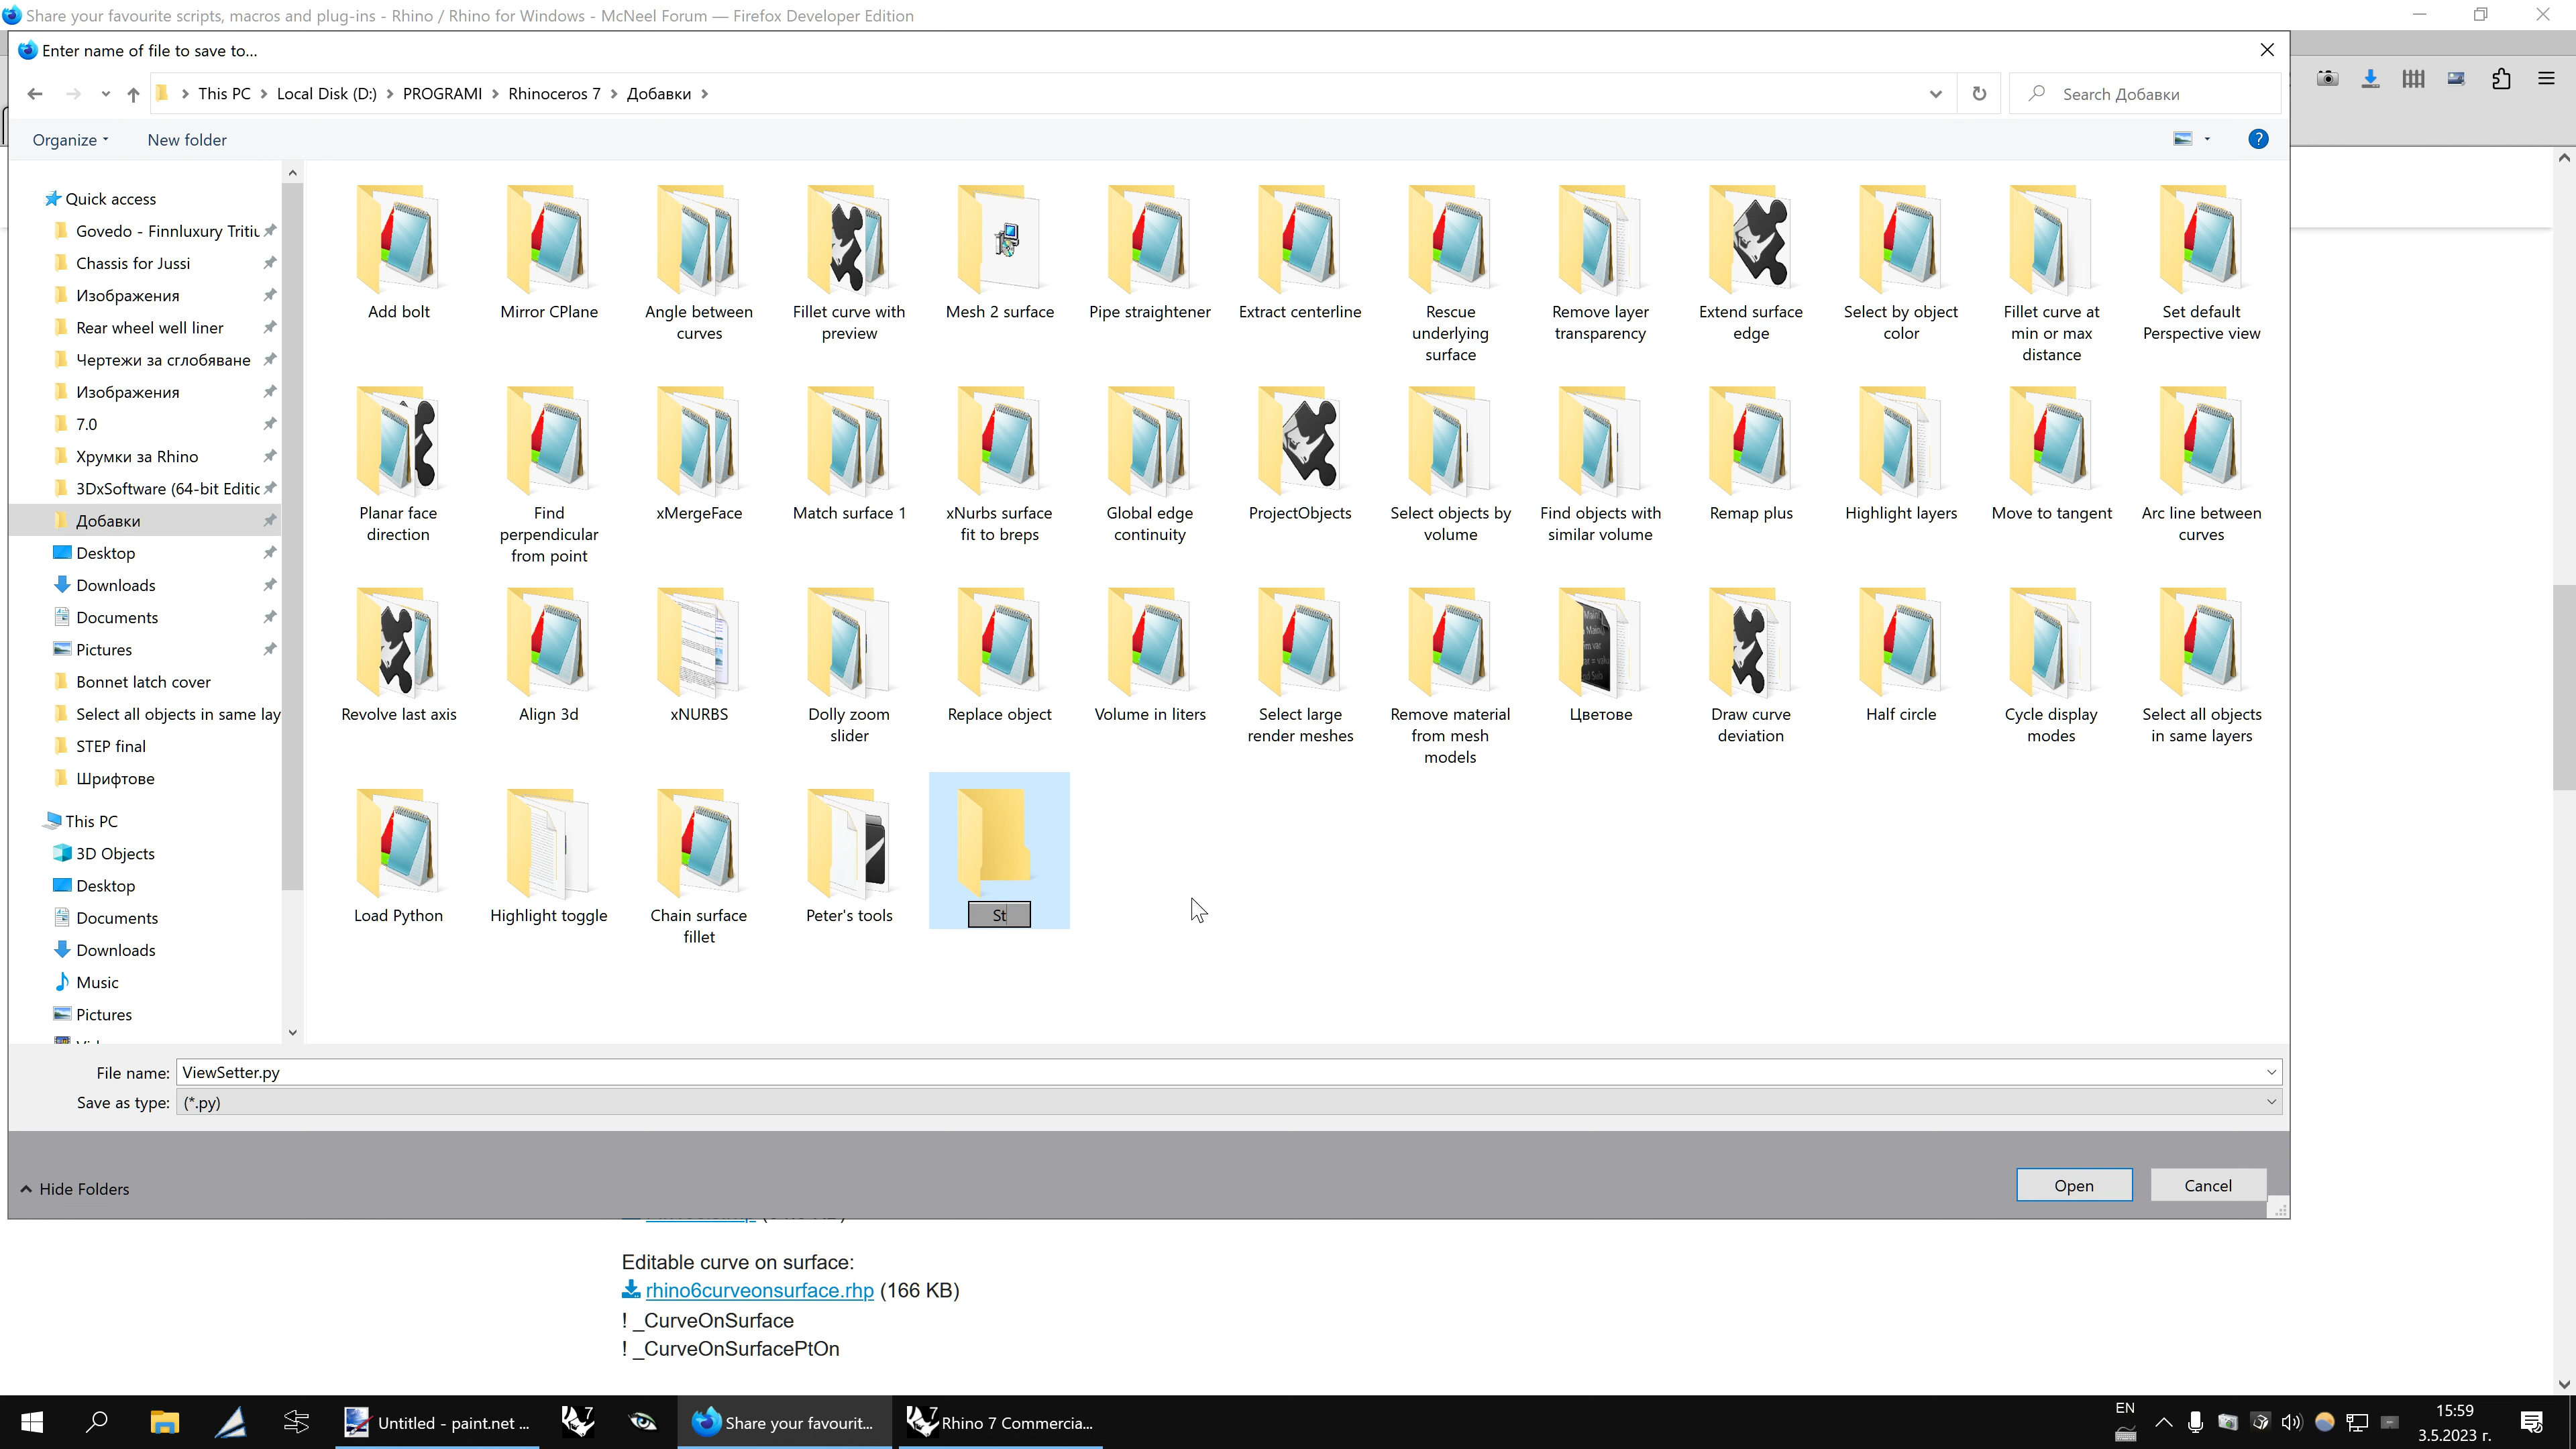 Share your favourite scripts, macros and plug-ins - Rhino / Rhino for Windows - McNeel Forum — Firefox Developer Edition
Enter name of file to save to...
This PC > Local Disk (D:) > PROGRAMI > Rhinoceros 7 > Добавки >
Search Добавки
Organize
New folder
Quick access
Govedo - Finnluxury Tritiu
Chassis for Jussi
Изображения
Rear wheel well liner
Чертежи за сглобяване
Изображения
7.0
Хрумки за Rhino
3DxSoftware (64-bit Editic
Добавки
Desktop
Downloads
Documents
Pictures
Bonnet latch cover
Select all objects in same lay
STEP final
Шрифтове
This PC
3D Objects
Desktop
Documents
Downloads
Music
Pictures
Add bolt
Mirror CPlane
Angle between
curves
Fillet curve with
preview
Mesh 2 surface
Pipe straightener
Extract centerline
Rescue
underlying
surface
Remove layer
transparency
Extend surface
edge
Select by object
color
Fillet curve at
min or max
distance
Set default
Perspective view
Planar face
direction
Find
perpendicular
from point
xMergeFace
Match surface 1
xNurbs surface
fit to breps
Global edge
continuity
ProjectObjects
Select objects by
volume
Find objects with
similar volume
Remap plus
Highlight layers
Move to tangent
Arc line between
curves
Revolve last axis
Align 3d
xNURBS
Dolly zoom
slider
Replace object
Volume in liters
Select large
render meshes
Remove material
from mesh
models
Цветове
Draw curve
deviation
Half circle
Cycle display
modes
Select all objects
in same layers
Load Python
Highlight toggle
Chain surface
fillet
Peter's tools
St
File name: ViewSetter.py
Save as type: (*.py)
Hide Folders
Open
Cancel
Editable curve on surface:
rhino6curveonsurface.rhp (166 KB)
! _CurveOnSurface
! _CurveOnSurfacePtOn
Untitled - paint.net ...
7
Share your favourit...
7
Rhino 7 Commercia...
EN
15:59
3.5.2023 г.